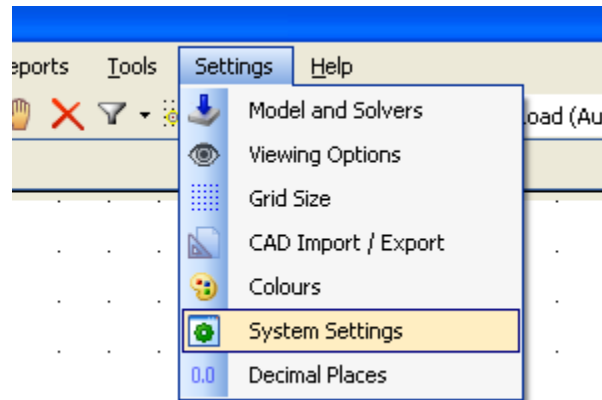 eports Tools Settings Help
Model and Solvers
oad (Au
Viewing Options
Grid Size
CAD Import / Export
Colours
System Settings
0.0 Decimal Places